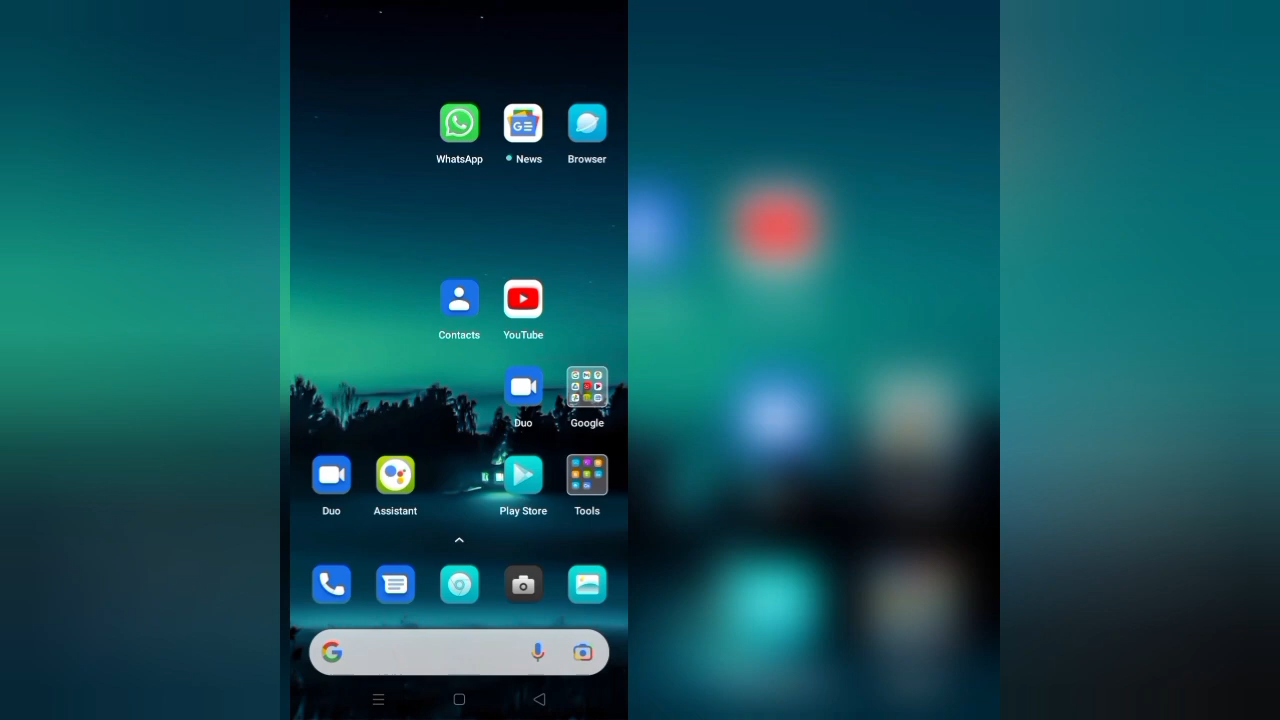 WhatsApp
News
Browser
Contacts
YouTube
Duo
Google
Duo
Assistant
Play Store
Tools